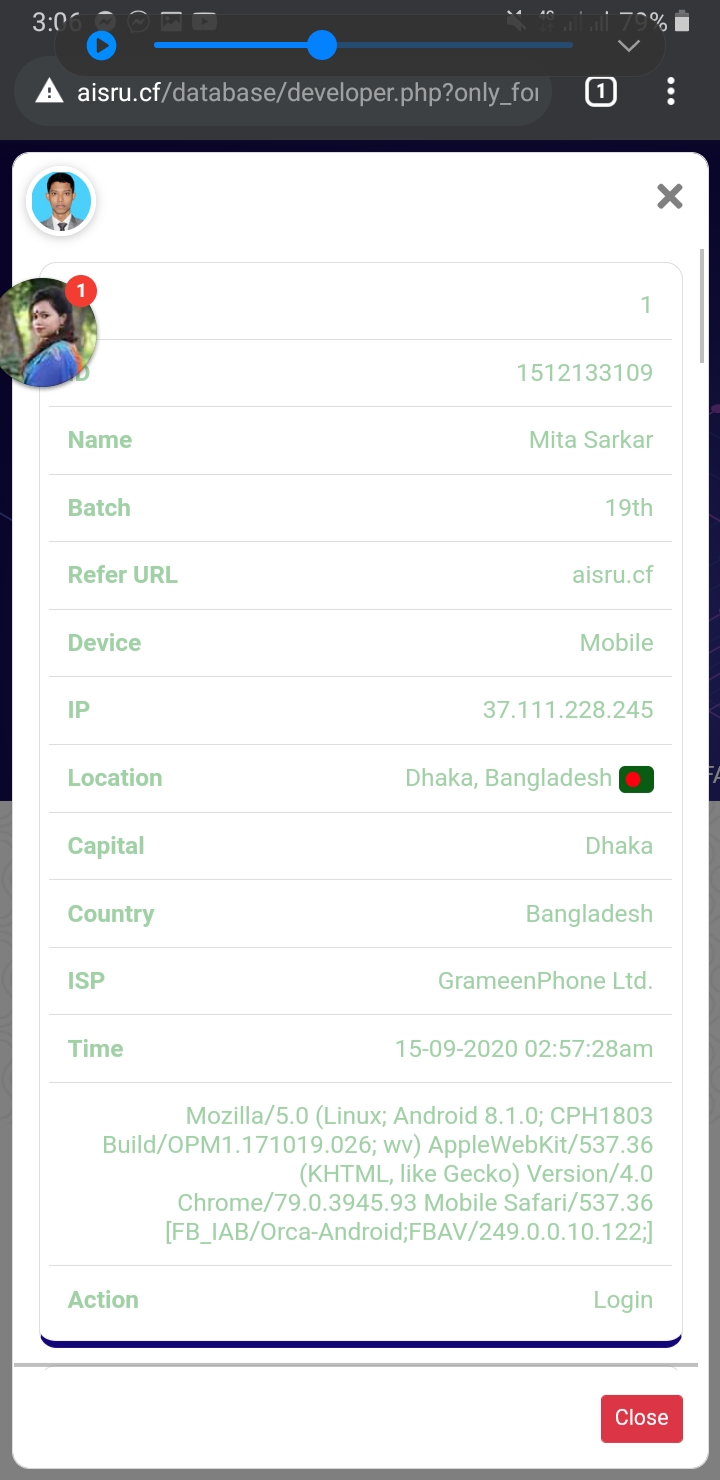 3:06 4G 79%
aisru.cf/database/developer.php?only_for
1
1
1
ID 1512133109
Name Mita Sarkar
Batch 19th
Refer URL aisru.cf
Device Mobile
IP 37.111.228.245
Location Dhaka, Bangladesh
Capital Dhaka
Country Bangladesh
ISP GrameenPhone Ltd.
Time 15-09-2020 02:57:28am
Mozilla/5.0 (Linux; Android 8.1.0; CPH1803
Build/OPM1.171019.026; wv) AppleWebKit/537.36
(KHTML, like Gecko) Version/4.0
Chrome/79.0.3945.93 Mobile Safari/537.36
[FB_IAB/Orca-Android;FBAV/249.0.0.10.122;]
Action Login
Close